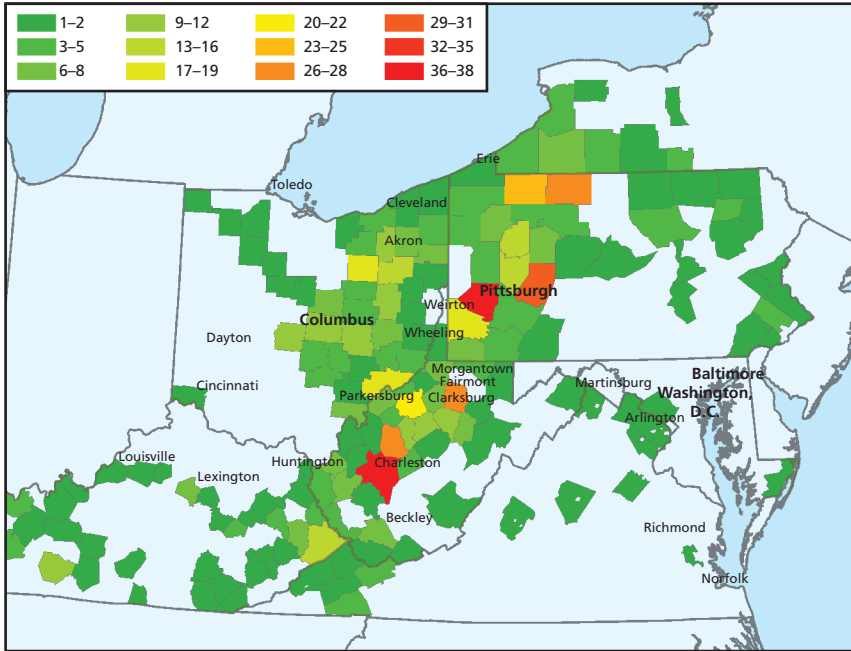 1–2 9–12 20–22 29–31
3–5 13–16 23–25 32–35
6–8 17–19 26–28 36–38
Erie
Toledo
Cleveland
Akron
Pittsburgh
Weirton
Columbus
Wheeling
Dayton
Morgantown
Baltimore
Fairmont
Martinsburg
Cincinnati
Washington,
D.C.
Parkersburg
Clarksburg
Arlington
Louisville
Huntington
Charleston
Lexington
Beckley
Richmond
Norfolk